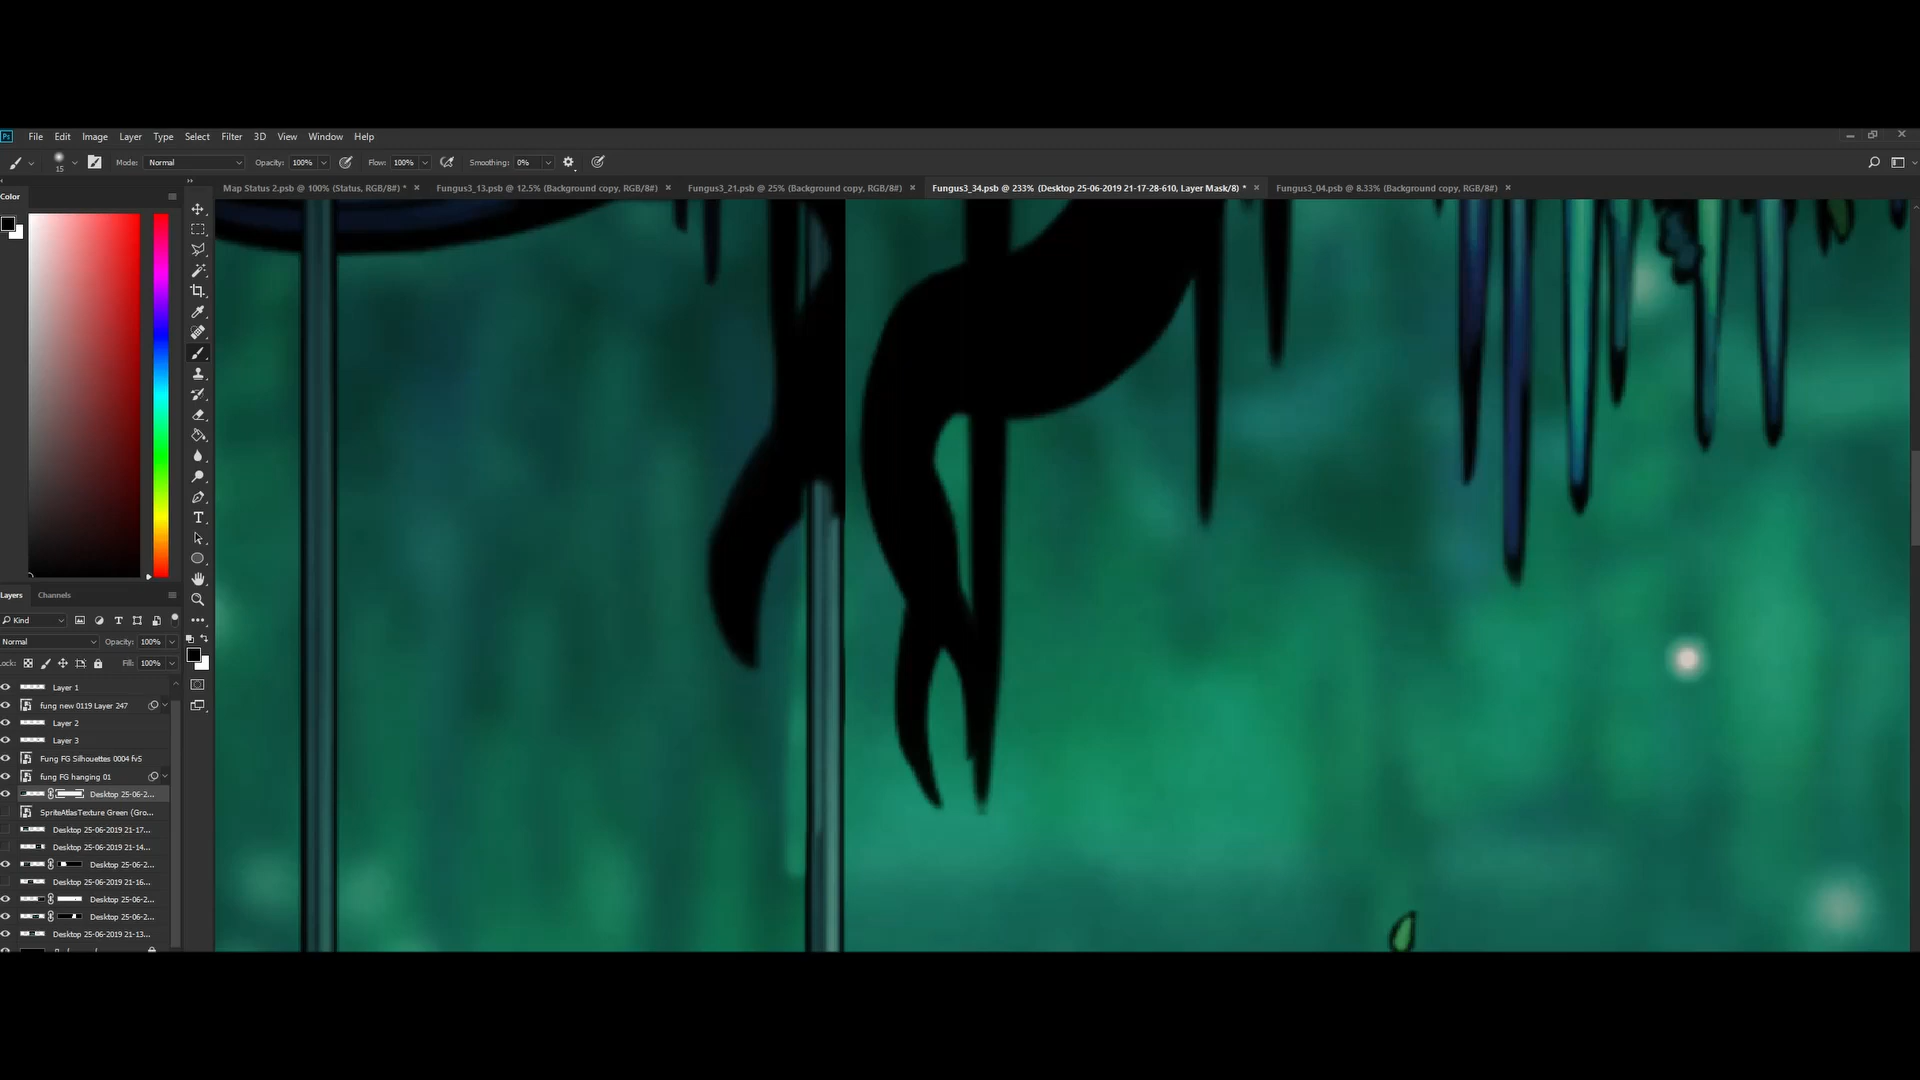 Ps File Edit Image Layer Type Select Filter 3D View Window Help
15 Mode: Normal Opacity: 100% Flow: 100% Smoothing: 0%
Map Status 2.psb @ 100% (Status, RGB/8#) * Fungus3_13.psb @ 12.5% (Background copy, RGB/8#) Fungus3_21.psb @ 25% (Background copy, RGB/8#) Fungus3_34.psb @ 233% (Desktop 25-06-2019 21-17-28-610, Layer Mask/8) * Fungus3_04.psb @ 8.33% (Background copy, RGB/8#)
Color
Layers Channels
Kind
Normal Opacity: 100%
Lock: Fill: 100%
Layer 1
fung new 0119 Layer 247
Layer 2
Layer 3
Fung FG Silhouettes 0004 fv5
fung FG hanging 01
Desktop 25-06-2...
SpriteAtlasTexture Green (Gro...
Desktop 25-06-2019 21-17...
Desktop 25-06-2019 21-14...
Desktop 25-06-2...
Desktop 25-06-2019 21-16...
Desktop 25-06-2...
Desktop 25-06-2...
Desktop 25-06-2019 21-13...